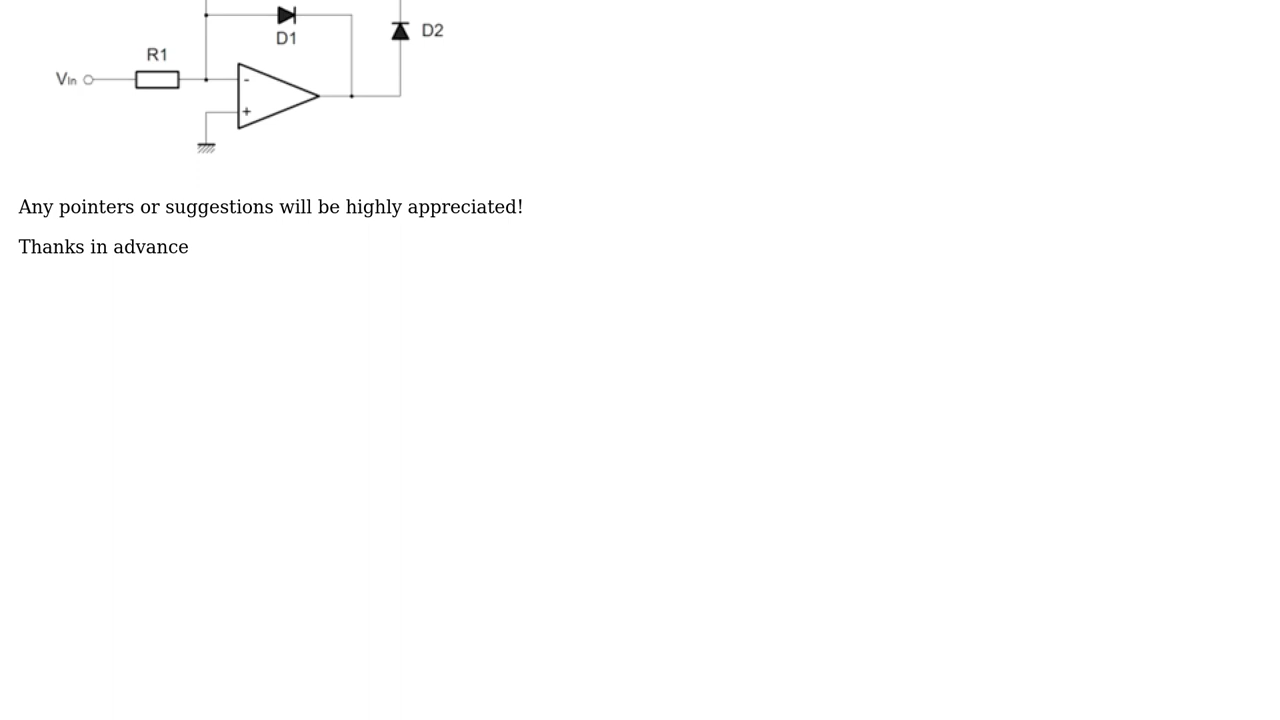 D2
D1
R1
VIn
-
+
Any pointers or suggestions will be highly appreciated!
Thanks in advance